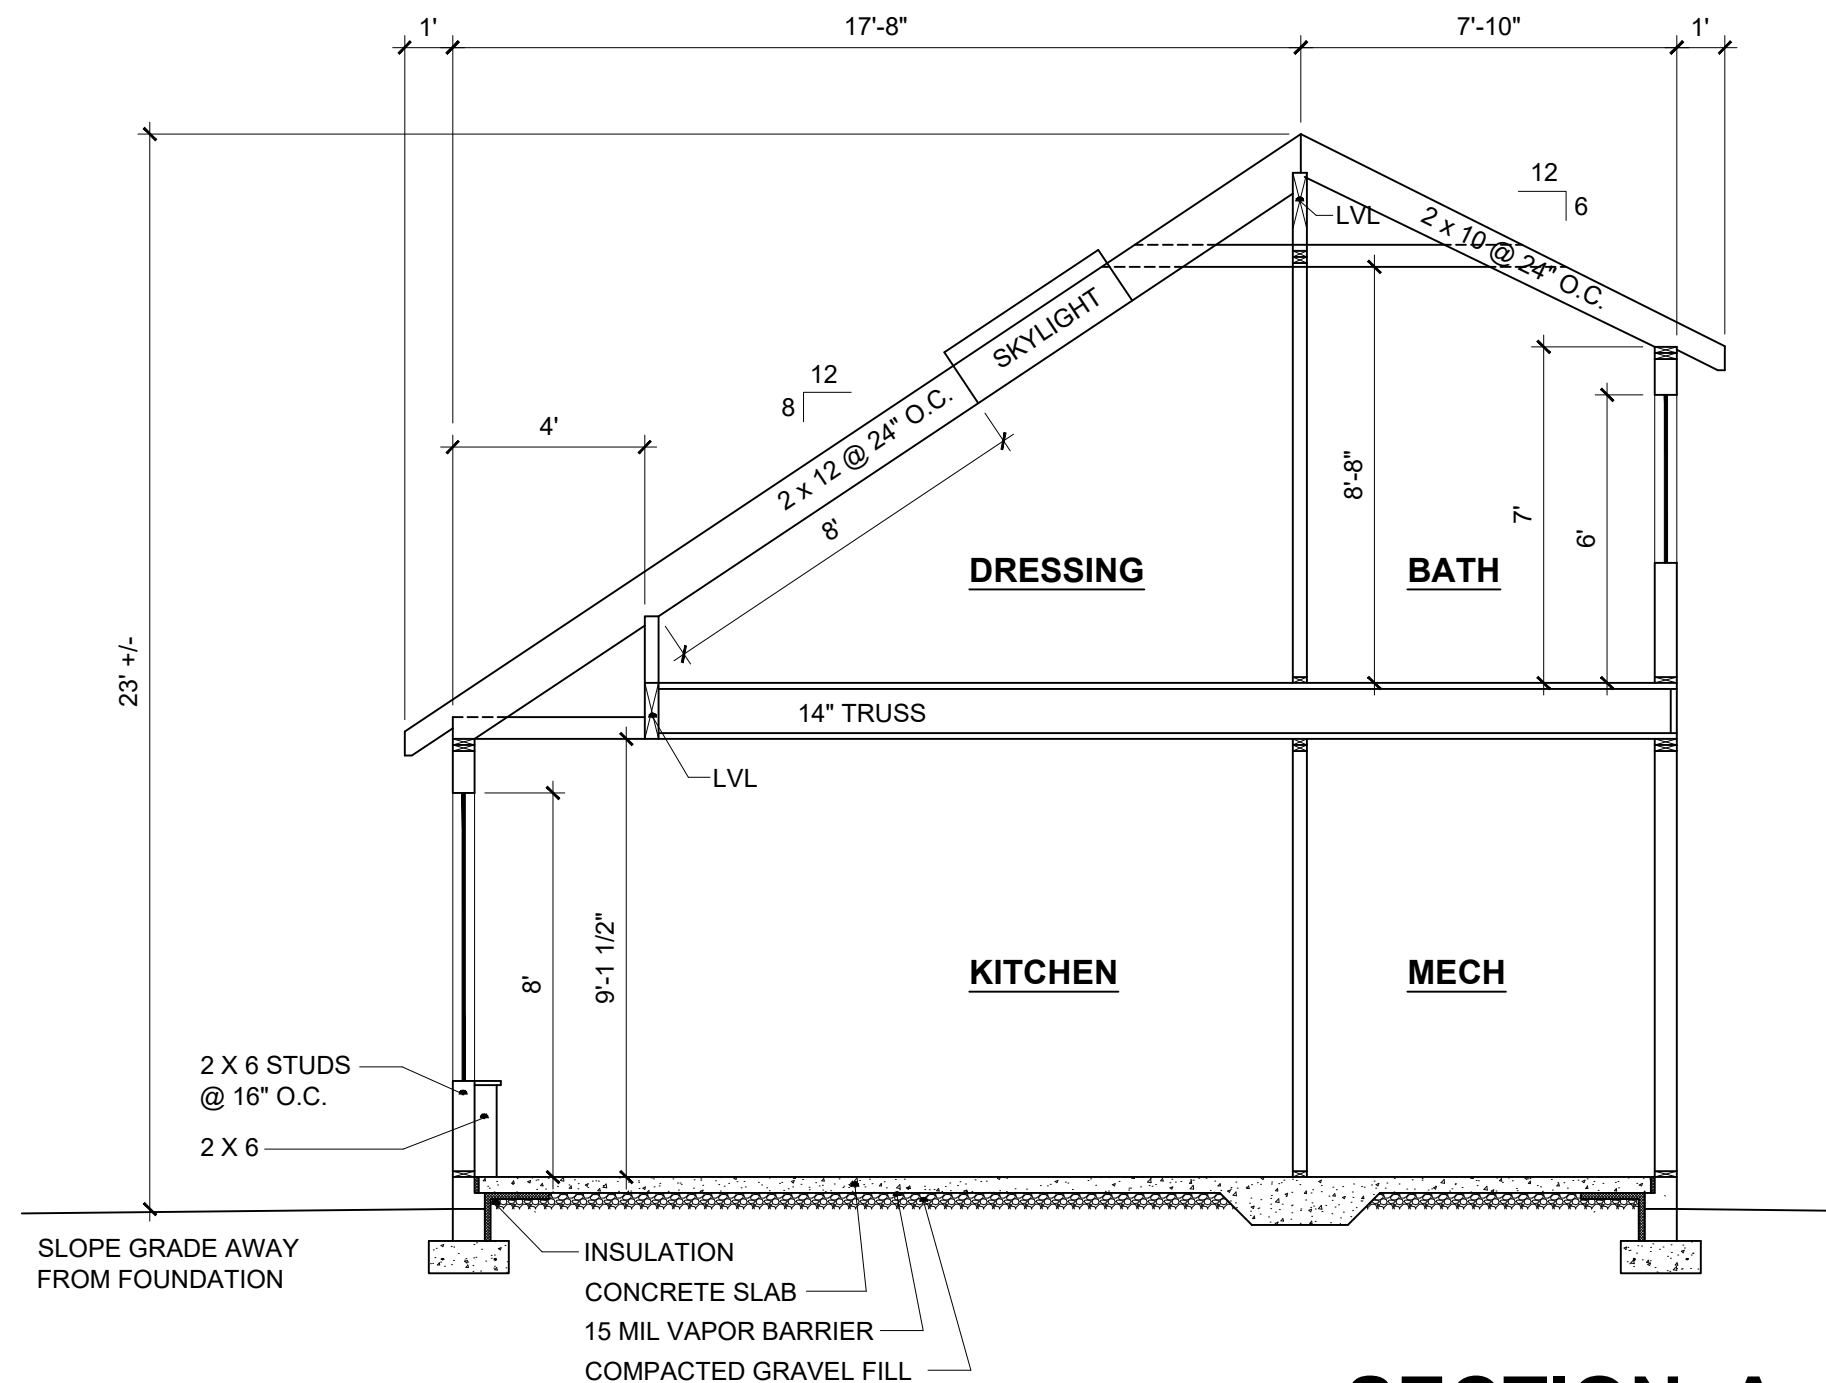 1'
17'-8"
7'-10"
1'
12
6
LVL
2 x 10 @ 24" O.C.
SKYLIGHT
12
8
2 x 12 @ 24" O.C.
4'
8'
8'-8"
7'
6'
DRESSING
BATH
23' +/-
14" TRUSS
LVL
8'
9'-1 1/2"
KITCHEN
MECH
2 X 6 STUDS
@ 16" O.C.
2 X 6
SLOPE GRADE AWAY
FROM FOUNDATION
INSULATION
CONCRETE SLAB
15 MIL VAPOR BARRIER
COMPACTED GRAVEL FILL
SECTION A